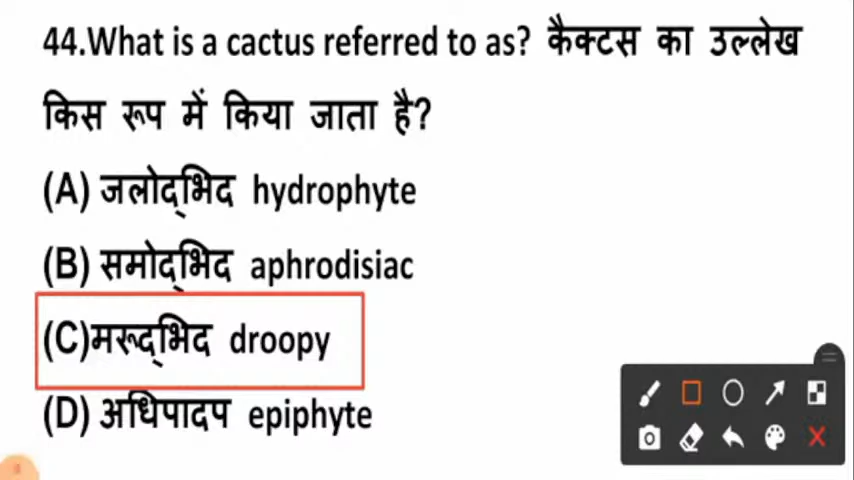 44.What is a cactus referred to as? कैक्टस का उल्लेख
किस रूप में किया जाता है?
(A) जलोद्भिद hydrophyte
(B) समोद्भिद aphrodisiac
(C)मरूद्भिद droopy
(D) अधिपादप epiphyte